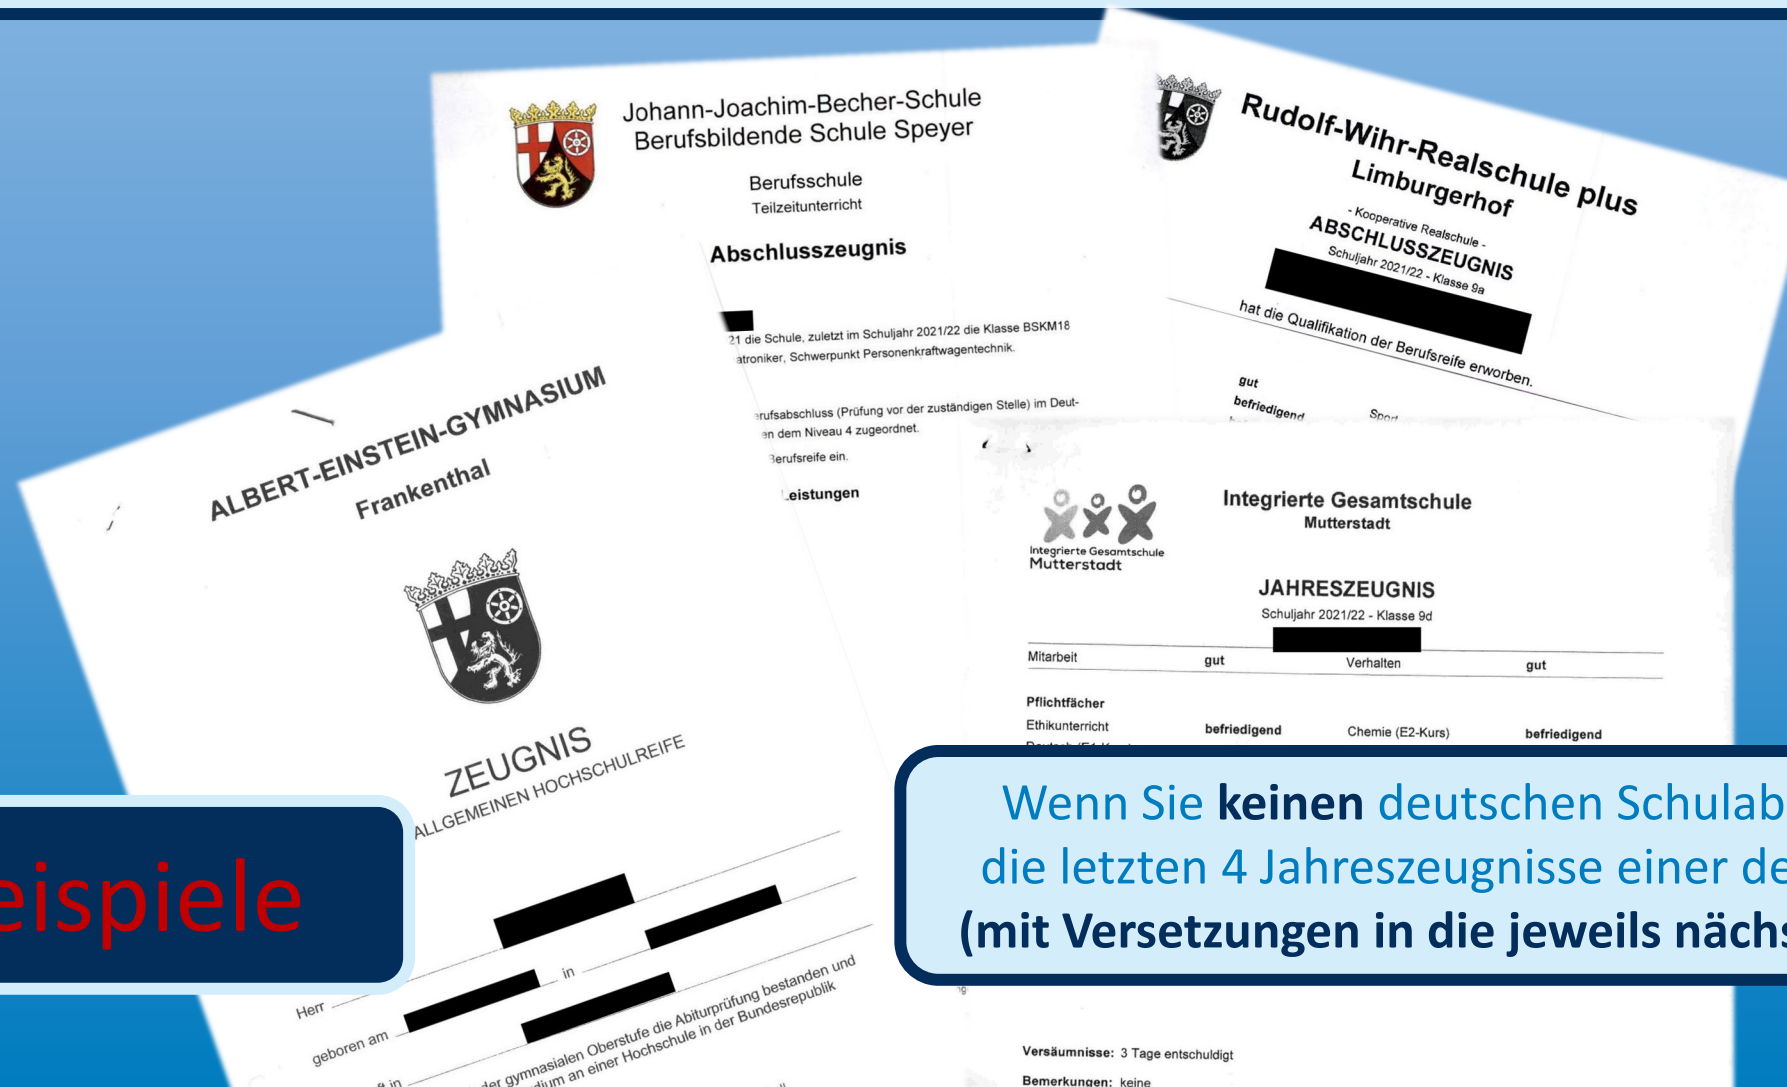 Johann-Joachim-Becher-Schule
Berufsbildende Schule Speyer
Berufsschule
Teilzeitunterricht
Abschlusszeugnis
21 die Schule, zuletzt im Schuljahr 2021/22 die Klasse BSKM18
atroniker, Schwerpunkt Personenkraftwagentechnik.
erufsabschluss (Prüfung vor der zuständigen Stelle) im Deut-
en dem Niveau 4 zugeordnet.
Berufsreife ein.
Leistungen
Rudolf-Wihr-Realschule plus
Limburgerhof
- Kooperative Realschule -
ABSCHLUSSZEUGNIS
Schuljahr 2021/22 - Klasse 9a
hat die Qualifikation der Berufsreife erworben.
gut
befriedigend Sport
ALBERT-EINSTEIN-GYMNASIUM
Frankenthal
ZEUGNIS
ALLGEMEINEN HOCHSCHULREIFE
Herr
geboren am in
in
der gymnasialen Oberstufe die Abiturprüfung bestanden und
dium an einer Hochschule in der Bundesrepublik
Integrierte Gesamtschule
Mutterstadt
Integrierte Gesamtschule
Mutterstadt
JAHRESZEUGNIS
Schuljahr 2021/22 - Klasse 9d
Mitarbeit gut Verhalten gut
Pflichtfächer
Ethikunterricht befriedigend Chemie (E2-Kurs) befriedigend
eispiele
Wenn Sie keinen deutschen Schulab
die letzten 4 Jahreszeugnisse einer de
(mit Versetzungen in die jeweils nächs
Versäumnisse: 3 Tage entschuldigt
Bemerkungen: keine